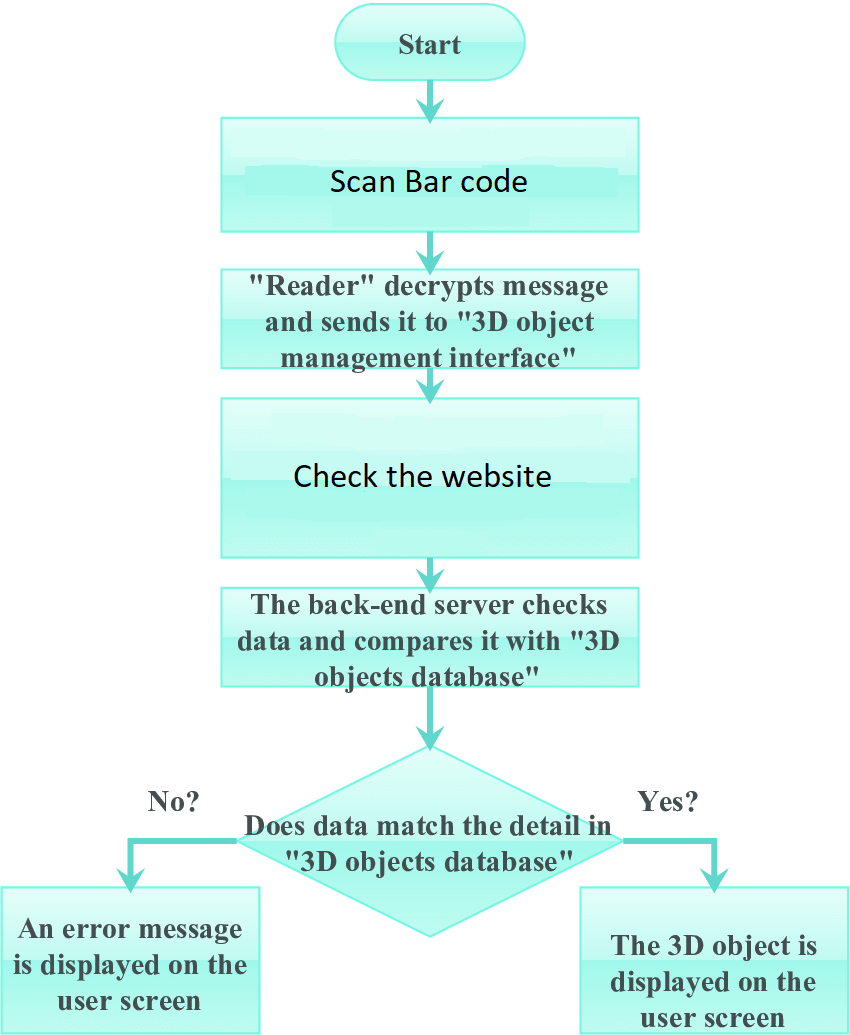 Start
Scan Bar code
"Reader" decrypts message
and sends it to "3D object
management interface"
Check the website
The back-end server checks
data and compares it with "3D
objects database"
No?
Yes?
Does data match the detail in
"3D objects database"
An error message
is displayed on the
user screen
The 3D object is
displayed on the
user screen